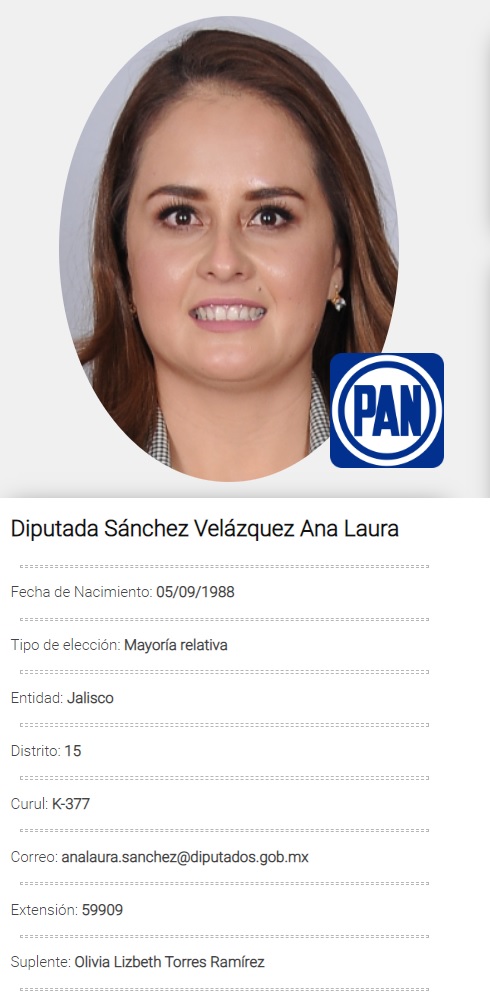 PAN
Diputada Sánchez Velázquez Ana Laura
Fecha de Nacimiento: 05/09/1988
Tipo de elección: Mayoría relativa
Entidad: Jalisco
Distrito: 15
Curul: K-377
Correo: analaura.sanchez@diputados.gob.mx
Extensión: 59909
Suplente: Olivia Lizbeth Torres Ramírez